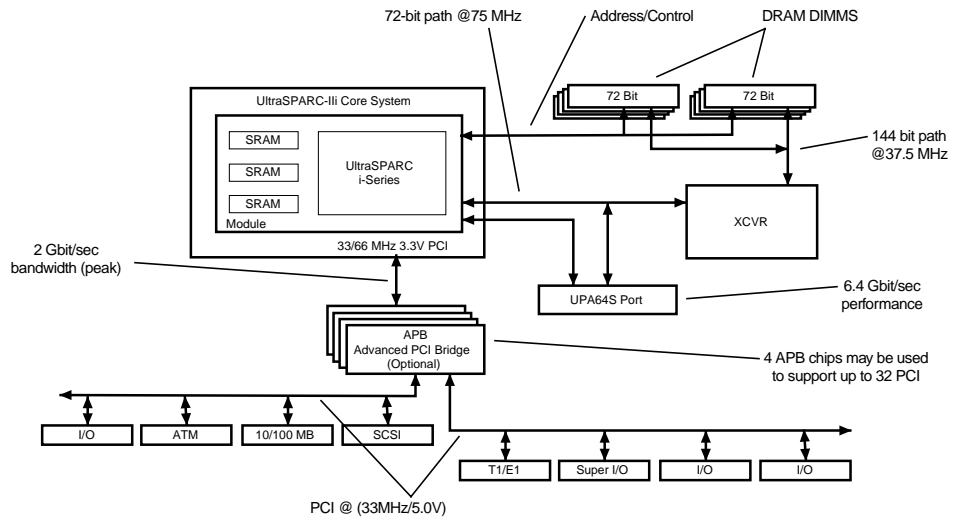 72-bit path @75 MHz
Address/Control
DRAM DIMMS
UltraSPARC-IIi Core System
72 Bit
72 Bit
SRAM
SRAM
SRAM
UltraSPARC
i-Series
Module
144 bit path
@37.5 MHz
XCVR
33/66 MHz 3.3V PCI
2 Gbit/sec
bandwidth (peak)
UPA64S Port
6.4 Gbit/sec
performance
APB
Advanced PCI Bridge
(Optional)
4 APB chips may be used
to support up to 32 PCI
I/O
ATM
10/100 MB
SCSI
T1/E1
Super I/O
I/O
I/O
PCI @ (33MHz/5.0V)